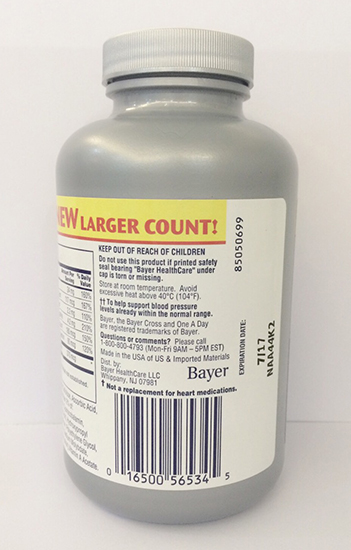 NEW LARGER COUNT!
KEEP OUT OF REACH OF CHILDREN
Do not use this product if printed safety
seal bearing "Bayer HealthCare" under
cap is torn or missing.
Store at room temperature. Avoid
excessive heat above 40°C (104°F).
†† To help support blood pressure
levels already within the normal range.
Bayer, the Bayer Cross and One A Day
are registered trademarks of Bayer.
Questions or comments? Please call
1-800-800-4793 (Mon-Fri 9AM – 5PM EST)
Made in the USA of US & Imported Materials
Dist. by:
Bayer HealthCare LLC
Whippany, NJ 07981
Bayer
† Not a replacement for heart medications.
0 16500 56534 5
85050699
EXPIRATION DATE:
7/17
NAA44K2
% Daily
Value
Ascorbic Acid,